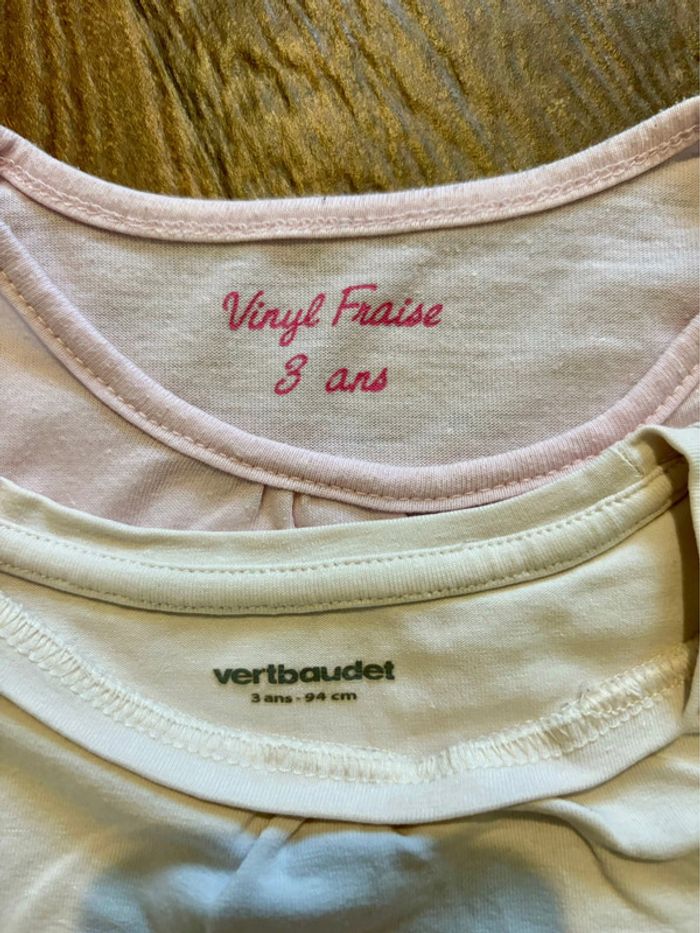 Vinyl Fraise
3 ans
vertbaudet
3 ans - 94 cm